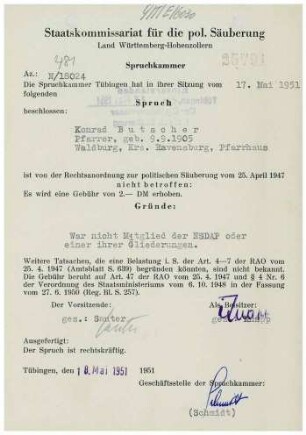 Staatskommissariat für die pol. Säuberung
Land Württemberg-Hohenzollern
481
Spruchkammer
Az.: N/18024
Die Spruchkammer Tübingen hat in ihrer Sitzung vom 17. Mai 1951
folgenden
Spruch
beschlossen:
Konrad Butscher
Pfarrer, geb. 9.9.1905
Waldburg, Krs. Ravensburg, Pfarrhaus
ist von der Rechtsanordnung zur politischen Säuberung vom 25. April 1947
nicht betroffen:
Es wird eine Gebühr von 2.— DM erhoben.
Gründe:
War nicht Mitglied der NSDAP oder
einer ihrer Gliederungen.
Weitere Tatsachen, die eine Belastung i. S. der Art. 4—7 der RAO vom
25. 4. 1947 (Amtsblatt S. 639) begründen könnten, sind nicht bekannt.
Die Gebühr beruht auf Art. 47 der RAO vom 25. 4. 1947 und § 4 Nr. 6
der Verordnung des Staatsministeriums vom 6. 10. 1948 in der Fassung
vom 27. 6. 1950 (Reg. Bl. S. 257).
Der Vorsitzende: Als Beisitzer:
gez.: Sauter
Ausgefertigt:
Der Spruch ist rechtskräftig.
Tübingen, 18. Mai 1951 1951
Geschäftsstelle der Spruchkammer:
Schmidt
(Schmidt)